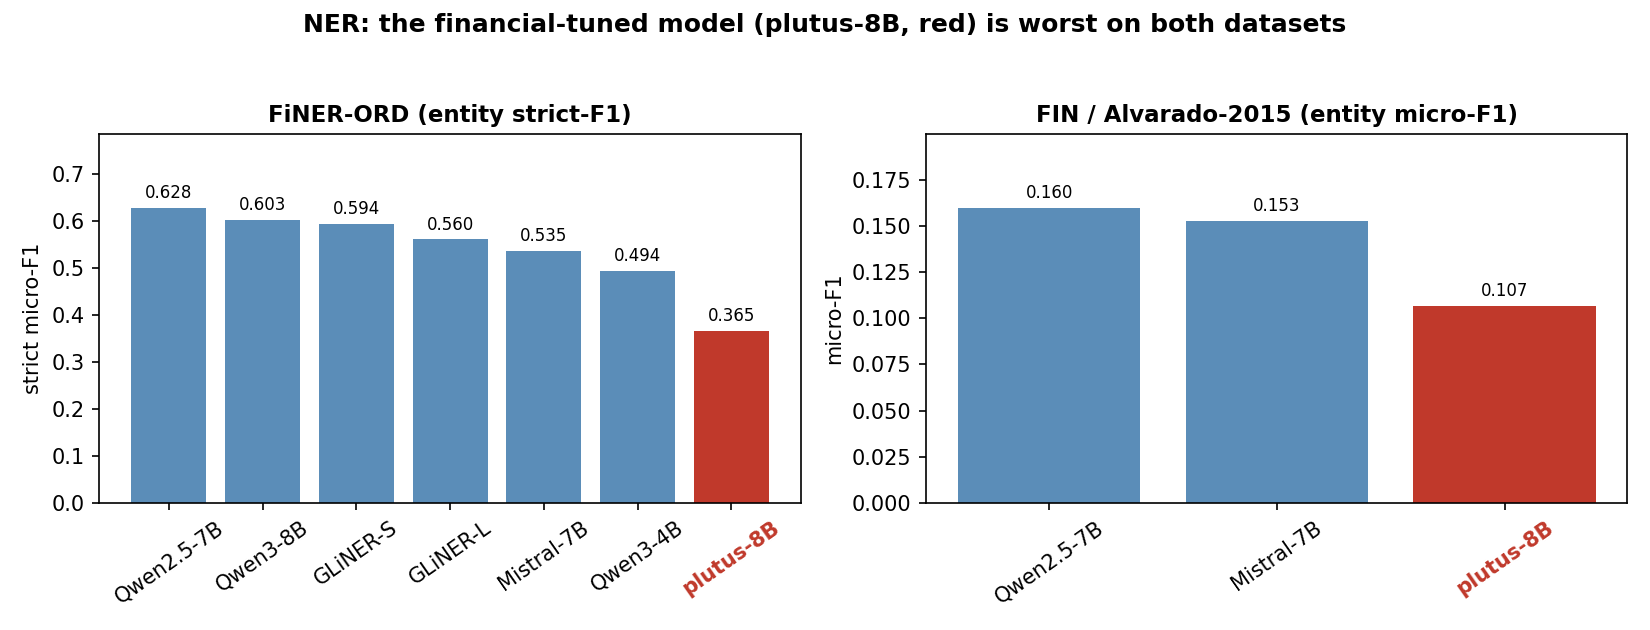 NER: the financial-tuned model (plutus-8B, red) is worst on both datasets
FiNER-ORD (entity strict-F1)
strict micro-F1
0.7
0.6
0.5
0.4
0.3
0.2
0.1
0.0
0.628
0.603
0.594
0.560
0.535
0.494
0.365
Qwen2.5-7B
Qwen3-8B
GLiNER-S
GLiNER-L
Mistral-7B
Qwen3-4B
plutus-8B
FIN / Alvarado-2015 (entity micro-F1)
micro-F1
0.175
0.150
0.125
0.100
0.075
0.050
0.025
0.000
0.160
0.153
0.107
Qwen2.5-7B
Mistral-7B
plutus-8B